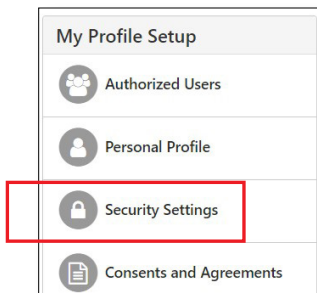 My Profile Setup
Authorized Users
Personal Profile
Security Settings
Consents and Agreements